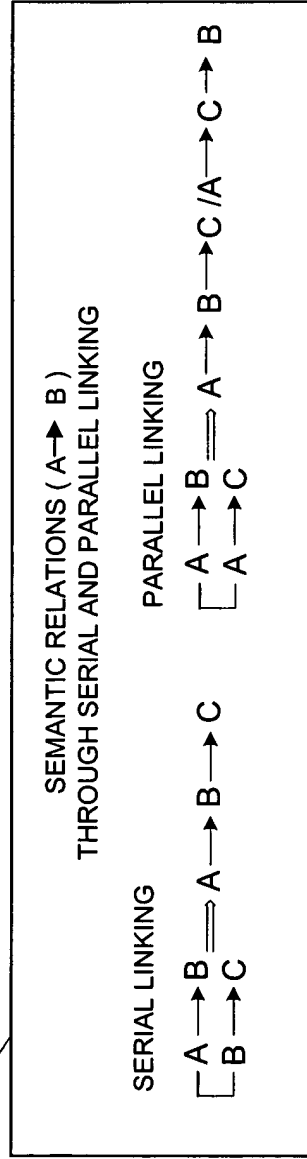 SEMANTIC RELATIONS ( A → B )
THROUGH SERIAL AND PARALLEL LINKING
SERIAL LINKING
A → B ⟹ A → B → C
B → C
PARALLEL LINKING
A → B ⟹ A → B → C /A → C → B
A → C